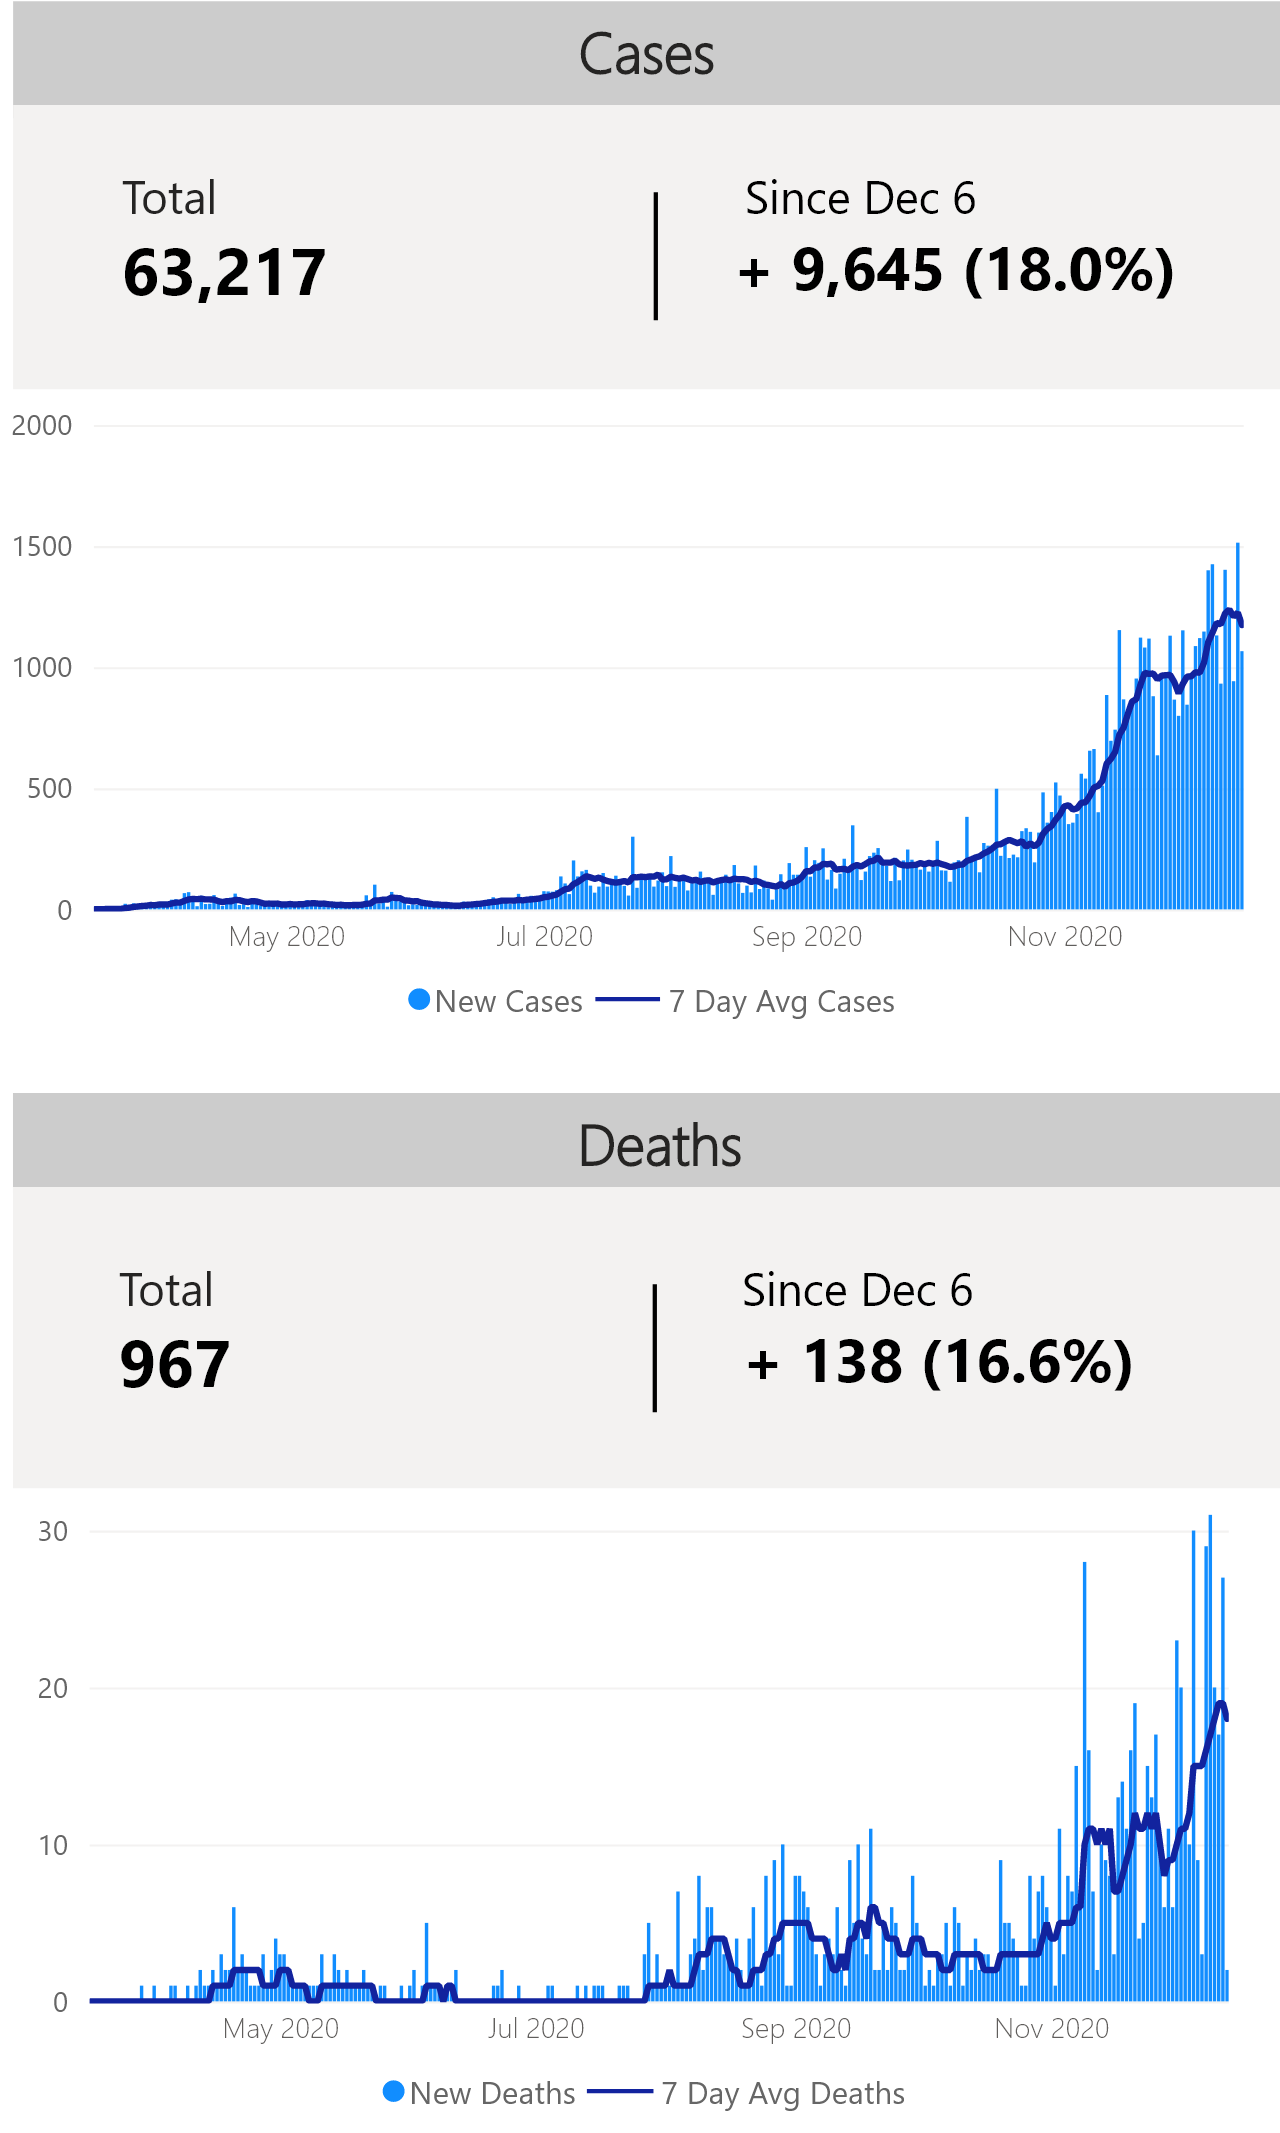 Cases
Total
Since Dec 6
63,217
+ 9,645 (18.0%)
2000
1500
1000
500
0
May 2020 Jul 2020 Sep 2020 Nov 2020
New Cases 7 Day Avg Cases
Deaths
Total
Since Dec 6
967
+ 138 (16.6%)
30
20
10
0
May 2020 Jul 2020 Sep 2020 Nov 2020
New Deaths 7 Day Avg Deaths